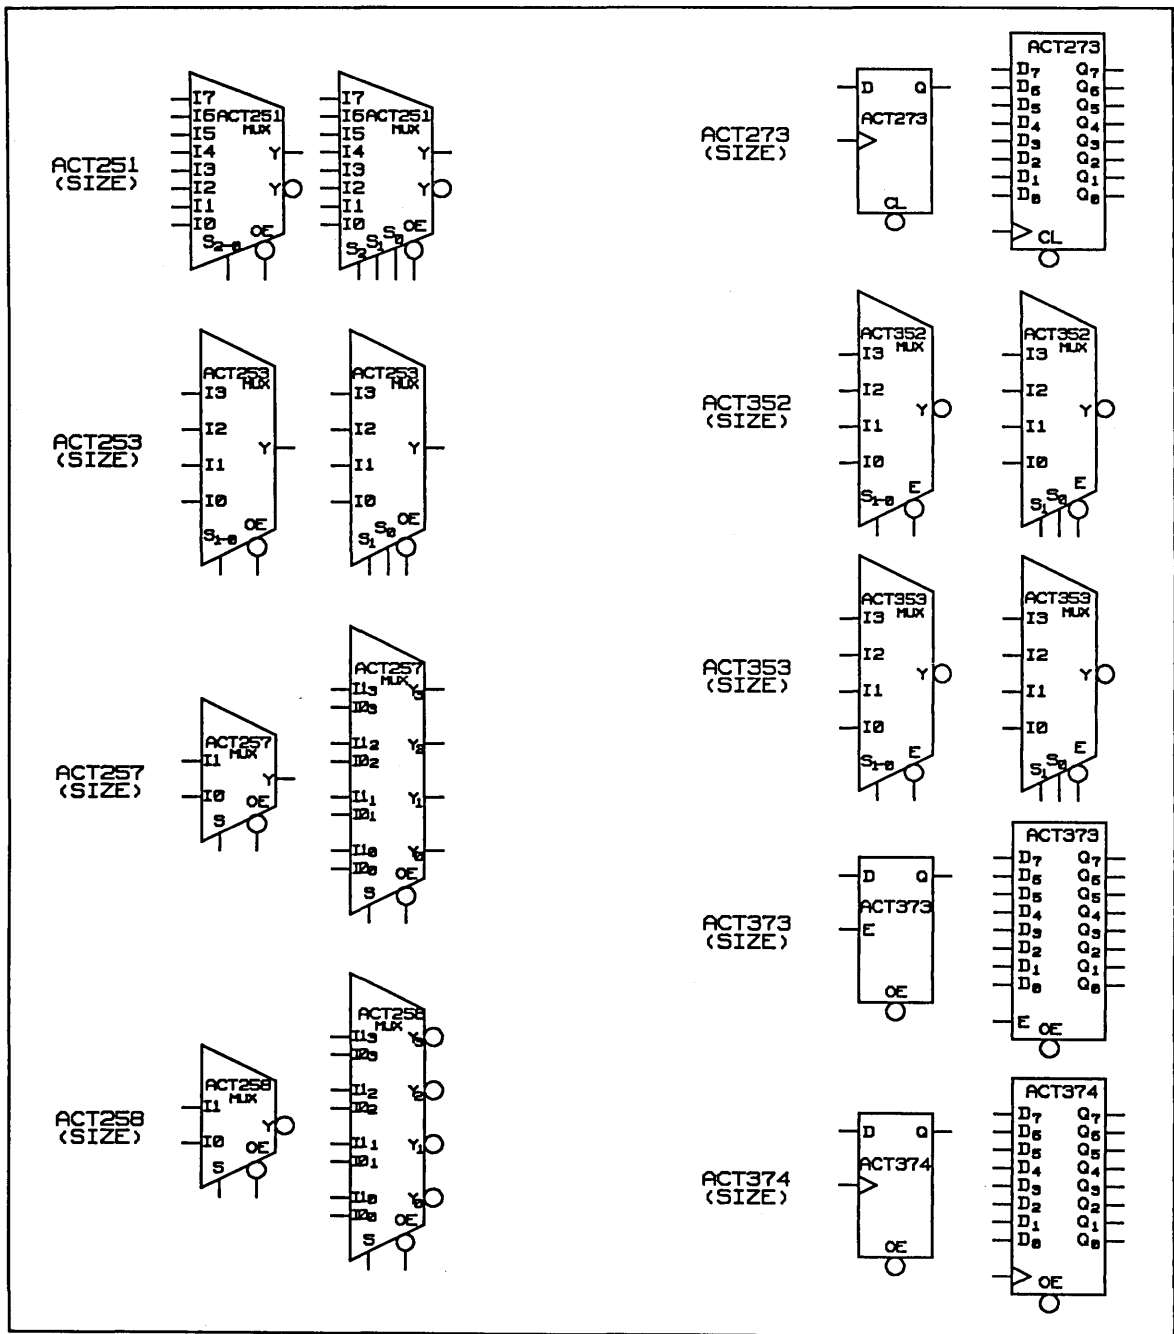 ACT251
(SIZE)
I7
I6 ACT251
MUX
I5
I4 Y
I3
I2 Y
I1
I0 OE
S2-0
I7
I6 ACT251
MUX
I5
I4 Y
I3
I2 Y
I1
I0 OE
S2 S1 S0
ACT253
(SIZE)
ACT253
MUX
I3
I2
Y
I1
I0
S1-0 OE
ACT253
MUX
I3
I2
Y
I1
I0
S1 S0 OE
ACT257
(SIZE)
ACT257
MUX
I1
Y
I0 OE
S
ACT257
MUX
I13 Y3
I03
I12 Y2
I02
I11 Y1
I01
I10 Y0
I00
OE
S
ACT258
(SIZE)
ACT258
MUX
I1
Y
I0 OE
S
ACT258
MUX
I13 Y3
I03
I12 Y2
I02
I11 Y1
I01
I10 Y0
I00
OE
S
ACT273
(SIZE)
D Q
ACT273
CL
ACT273
D7 Q7
D6 Q6
D5 Q5
D4 Q4
D3 Q3
D2 Q2
D1 Q1
D0 Q0
CL
ACT352
(SIZE)
ACT352
MUX
I3
I2
Y
I1
I0
S1-0 E
ACT352
MUX
I3
I2
Y
I1
I0
S1 S0 E
ACT353
(SIZE)
ACT353
MUX
I3
I2
Y
I1
I0
S1-0 E
ACT353
MUX
I3
I2
Y
I1
I0
S1 S0 E
ACT373
(SIZE)
D Q
ACT373
E
OE
ACT373
D7 Q7
D6 Q6
D5 Q5
D4 Q4
D3 Q3
D2 Q2
D1 Q1
D0 Q0
E OE
ACT374
(SIZE)
D Q
ACT374
OE
ACT374
D7 Q7
D6 Q6
D5 Q5
D4 Q4
D3 Q3
D2 Q2
D1 Q1
D0 Q0
OE